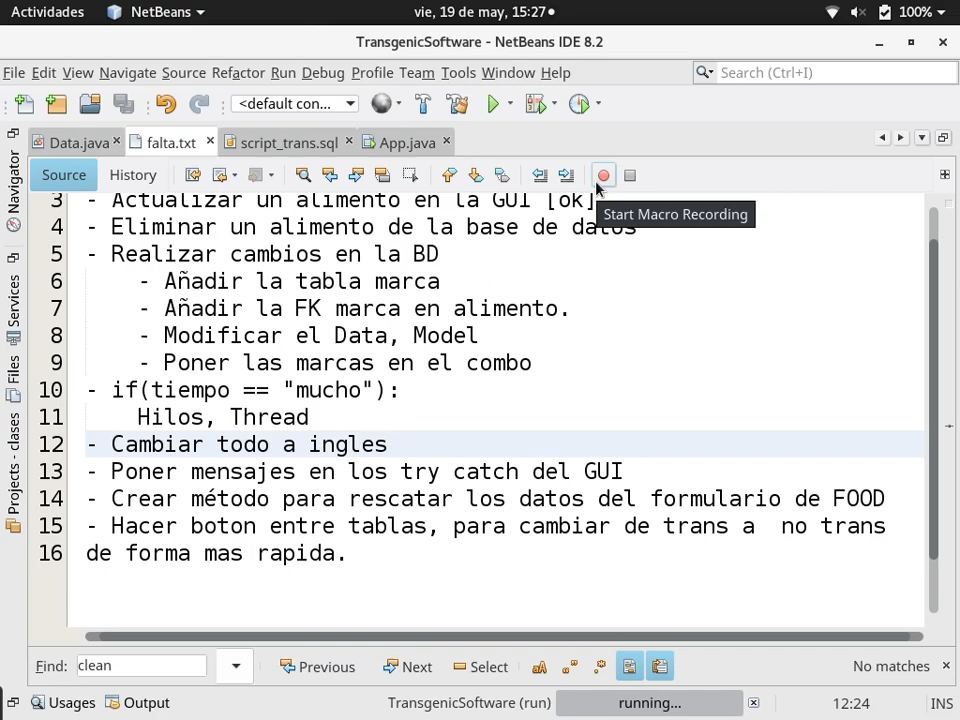 Actividades NetBeans vie, 19 de may, 15:27 100%
TransgenicSoftware - NetBeans IDE 8.2
File Edit View Navigate Source Refactor Run Debug Profile Team Tools Window Help Search (Ctrl+I)
<default con...
Data.java falta.txt script_trans.sql App.java
Source History
Start Macro Recording
3 - Actualizar un alimento en la GUI [ok]
4 - Eliminar un alimento de la base de datos
5 - Realizar cambios en la BD
6 - Añadir la tabla marca
7 - Añadir la FK marca en alimento.
8 - Modificar el Data, Model
9 - Poner las marcas en el combo
10 - if(tiempo == "mucho"):
11 Hilos, Thread
12 - Cambiar todo a ingles
13 - Poner mensajes en los try catch del GUI
14 - Crear método para rescatar los datos del formulario de FOOD
15 - Hacer boton entre tablas, para cambiar de trans a  no trans
16 de forma mas rapida.
Navigator
Services
Files
Projects - clases
Find: clean Previous Next Select No matches
Usages Output TransgenicSoftware (run) running... 12:24 INS